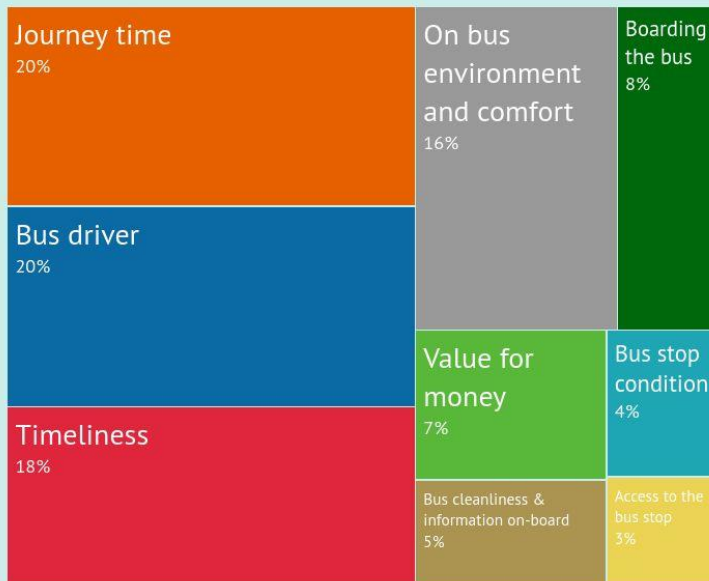 Journey time
20%
Bus driver
20%
Timeliness
18%
On bus
environment
and comfort
16%
Boarding
the bus
8%
Value for
money
7%
Bus stop
condition
4%
Bus cleanliness &
information on-board
5%
Access to the
bus stop
3%